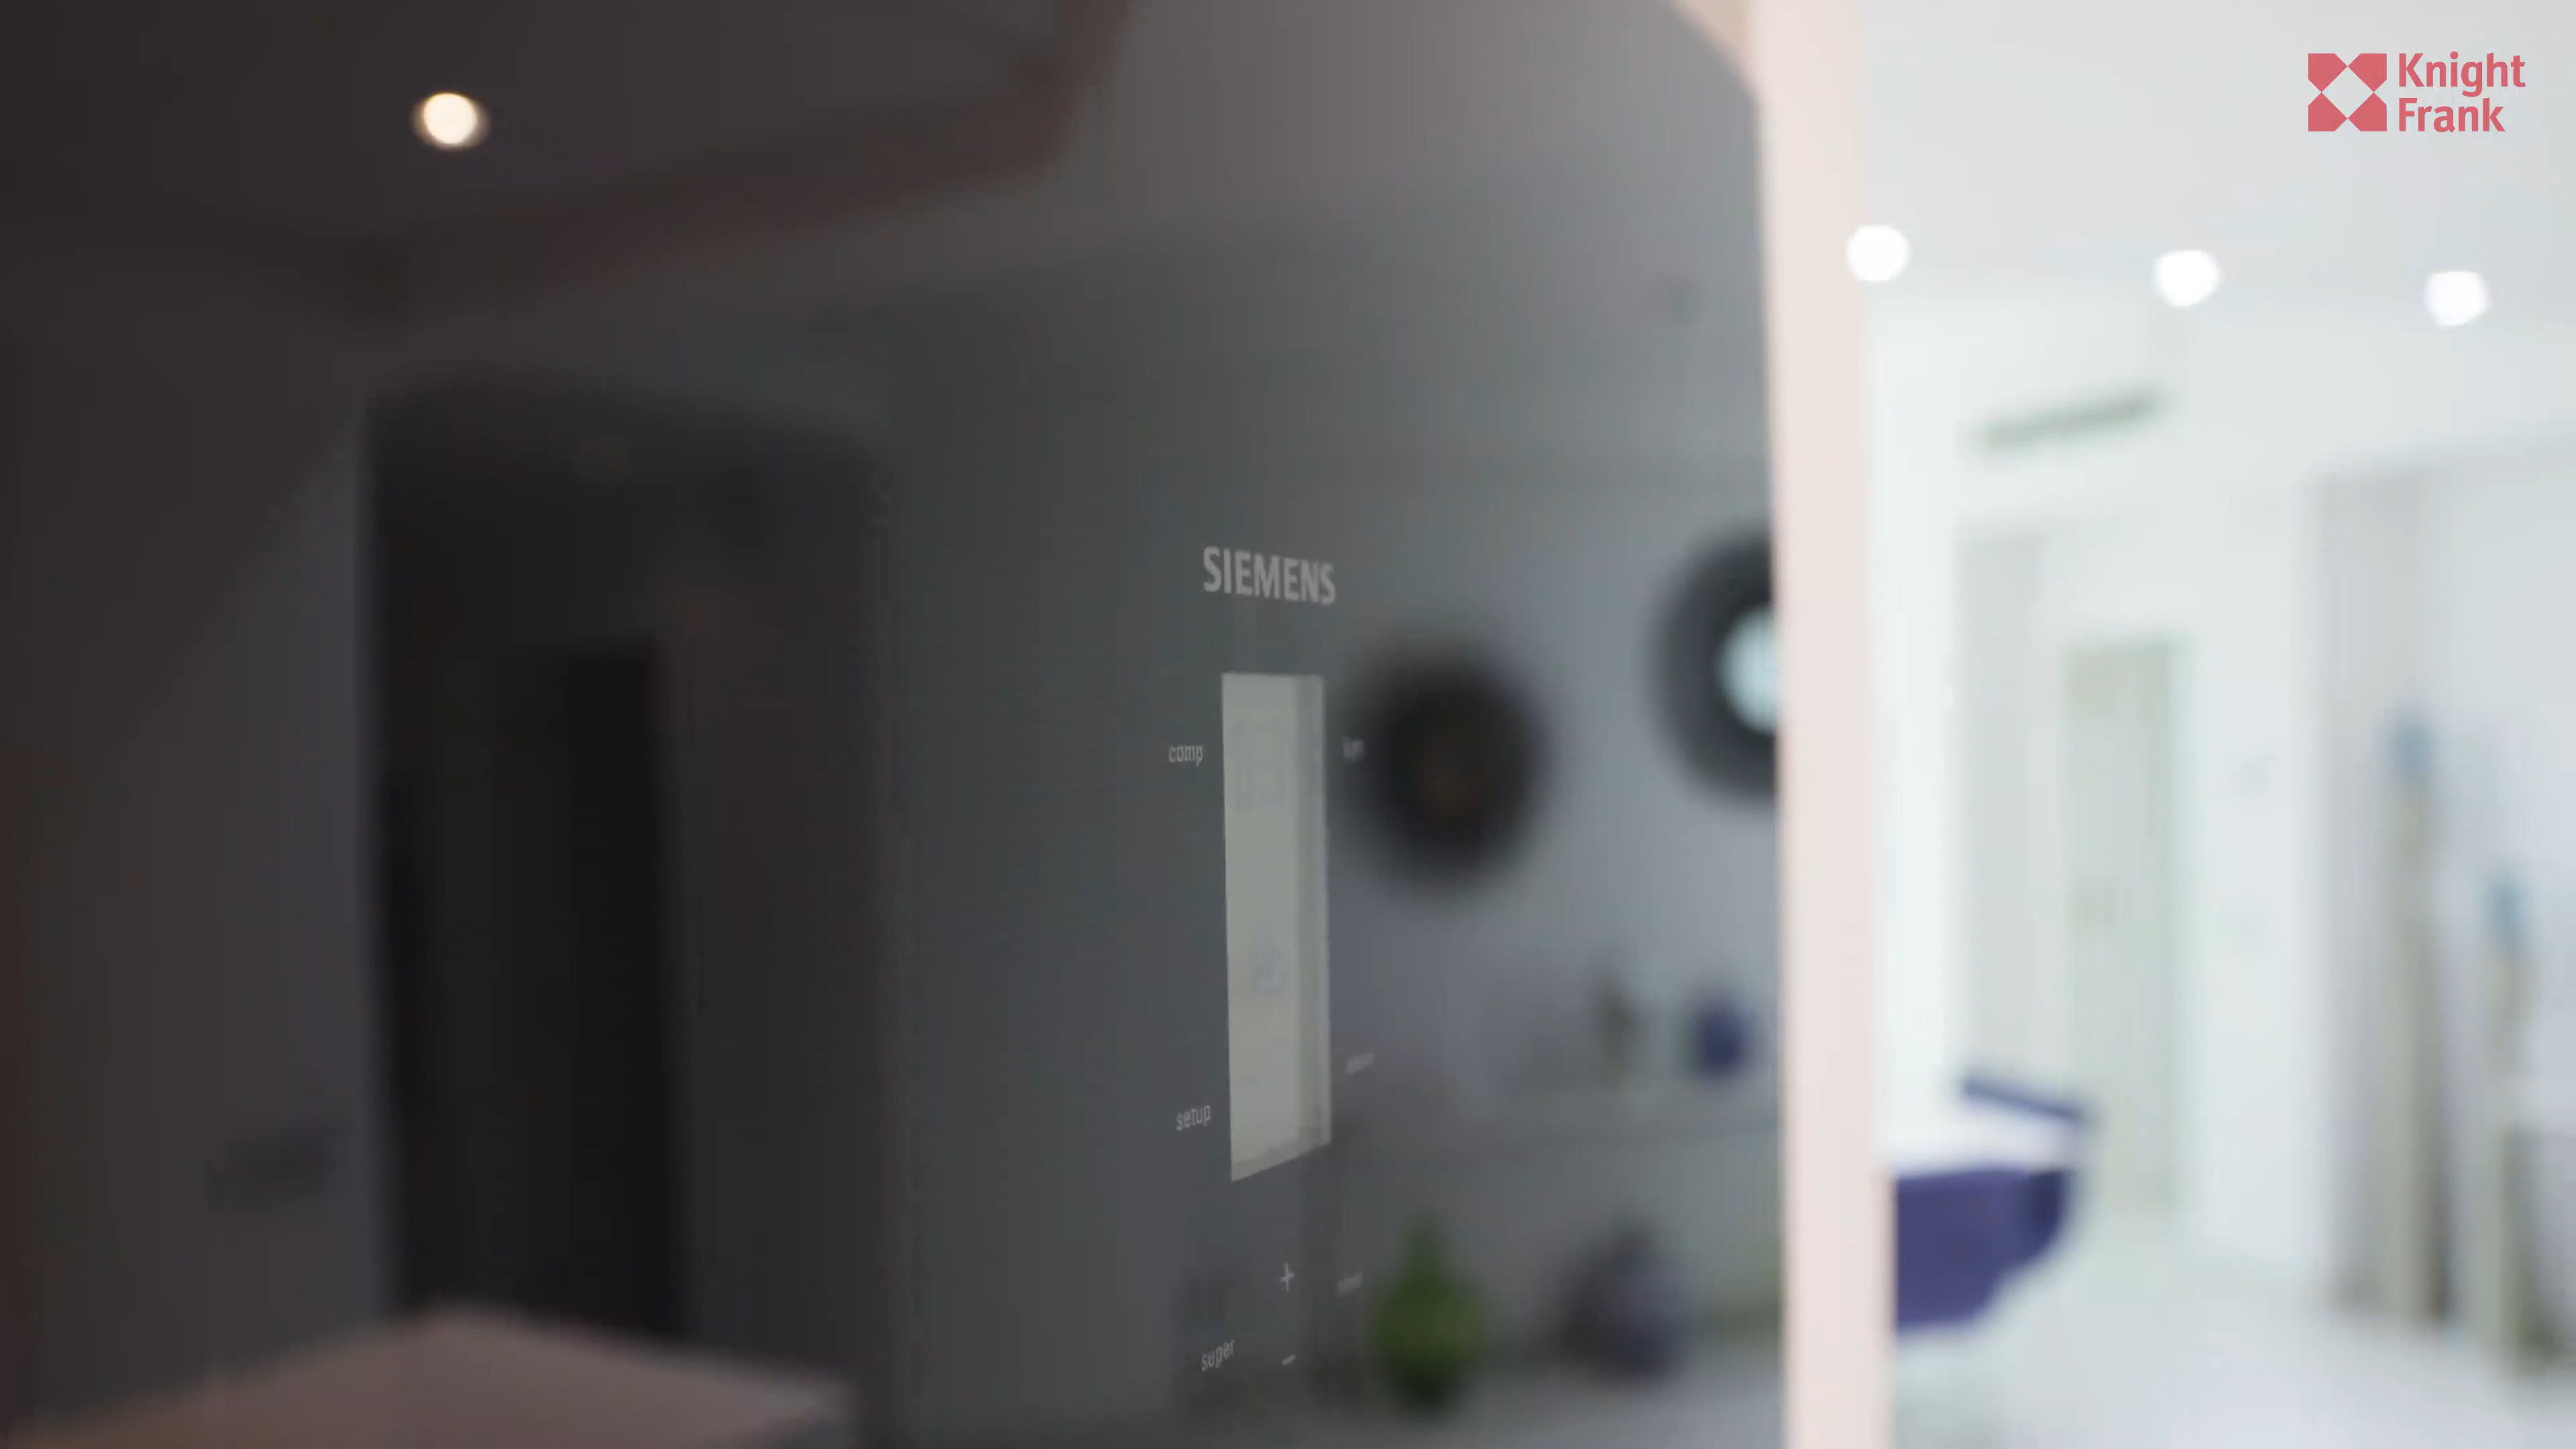 Knight
Frank
SIEMENS
comp
setup
+
super
-